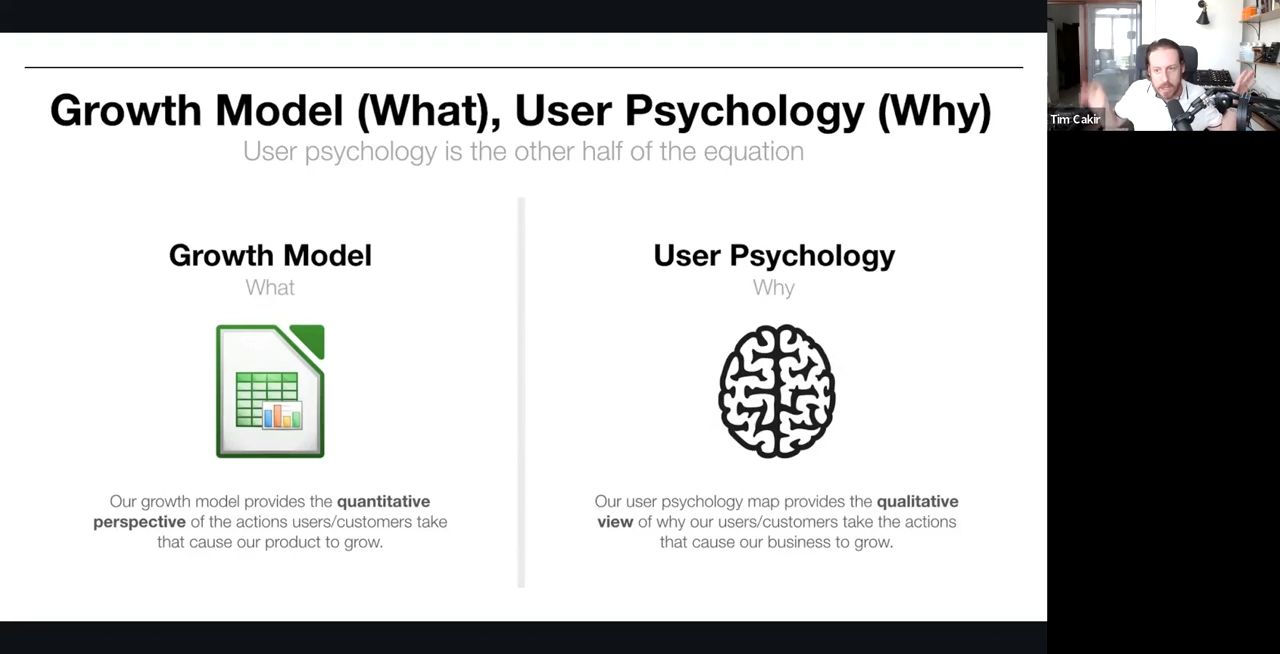 Growth Model (What), User Psychology (Why)
User psychology is the other half of the equation
Growth Model
What
Our growth model provides the quantitative
perspective of the actions users/customers take
that cause our product to grow.
User Psychology
Why
Our user psychology map provides the qualitative
view of why our users/customers take the actions
that cause our business to grow.
Tim Cakir